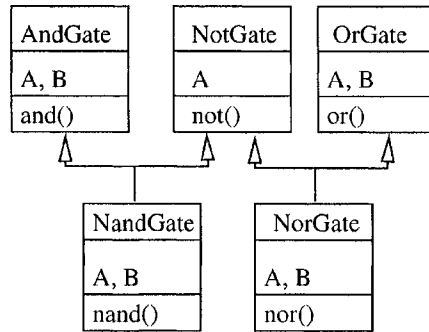 AndGate
A, B
and()
NotGate
A
not()
OrGate
A, B
or()
NandGate
A, B
nand()
NorGate
A, B
nor()